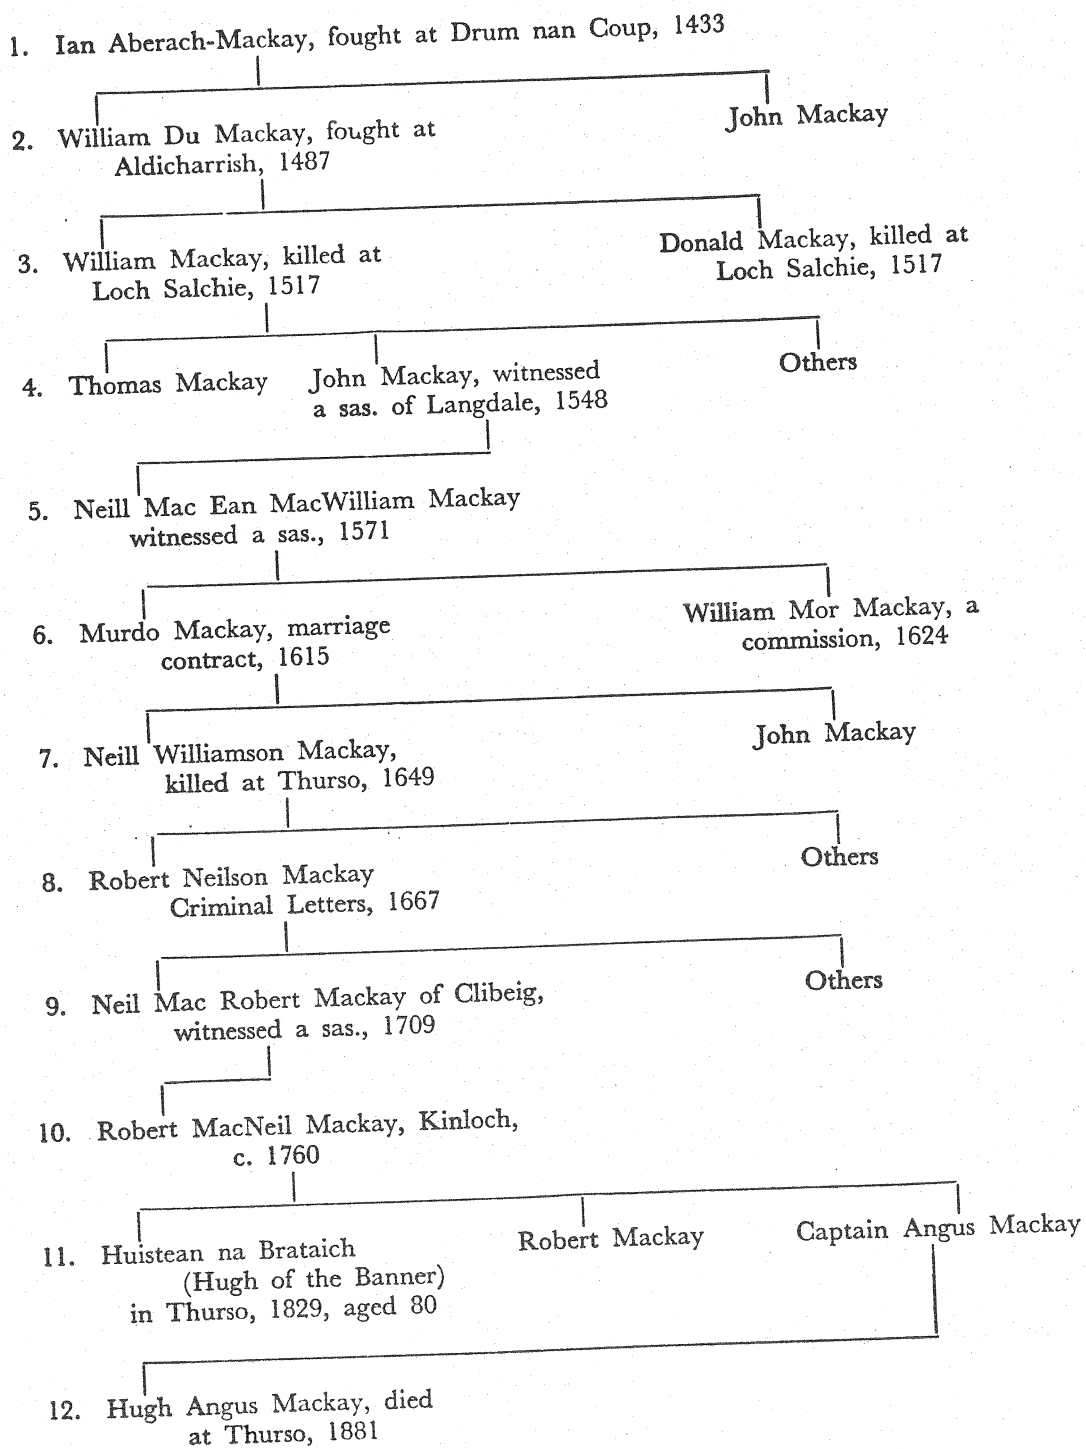 1. Ian Aberach-Mackay, fought at Drum nan Coup, 1433
2. William Du Mackay, fought at
Aldicharrish, 1487
John Mackay
3. William Mackay, killed at
Loch Salchie, 1517
Donald Mackay, killed at
Loch Salchie, 1517
4. Thomas Mackay
John Mackay, witnessed
a sas. of Langdale, 1548
Others
5. Neill Mac Ean MacWilliam Mackay
witnessed a sas., 1571
6. Murdo Mackay, marriage
contract, 1615
William Mor Mackay, a
commission, 1624
7. Neill Williamson Mackay,
killed at Thurso, 1649
John Mackay
8. Robert Neilson Mackay
Criminal Letters, 1667
Others
9. Neil Mac Robert Mackay of Clibeig,
witnessed a sas., 1709
Others
10. Robert MacNeil Mackay, Kinloch,
c. 1760
11. Huistean na Brataich
(Hugh of the Banner)
in Thurso, 1829, aged 80
Robert Mackay
Captain Angus Mackay
12. Hugh Angus Mackay, died
at Thurso, 1881